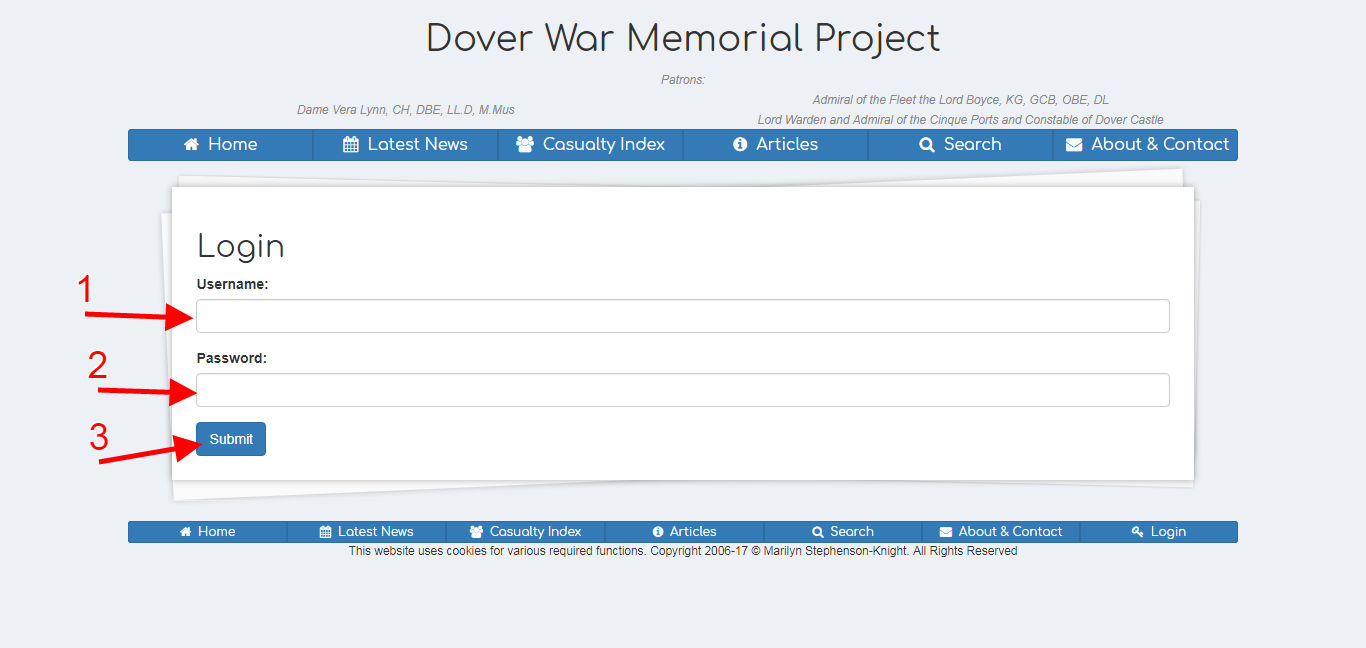 Dover War Memorial Project
Patrons:
Dame Vera Lynn, CH, DBE, LL.D, M.Mus
Admiral of the Fleet the Lord Boyce, KG, GCB, OBE, DL
Lord Warden and Admiral of the Cinque Ports and Constable of Dover Castle
Home Latest News Casualty Index Articles Search About & Contact
Login
Username:
1
Password:
2
3
Submit
Home Latest News Casualty Index Articles Search About & Contact Login
This website uses cookies for various required functions. Copyright 2006-17 © Marilyn Stephenson-Knight. All Rights Reserved